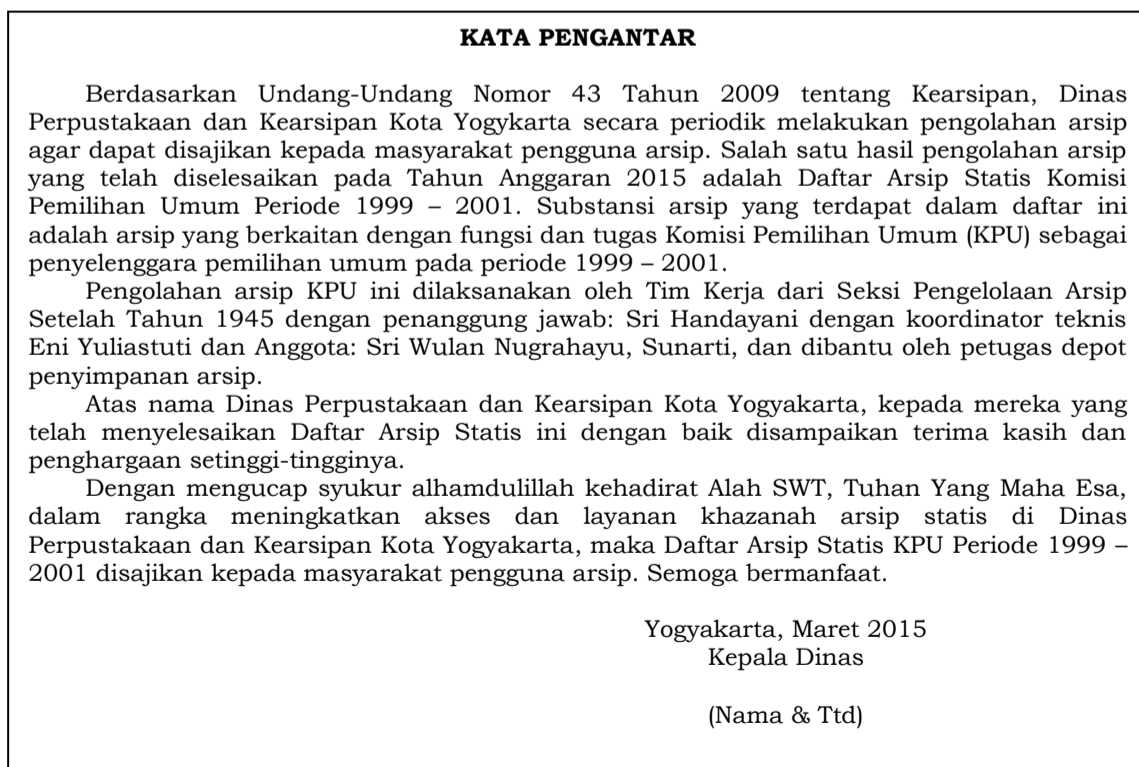 KATA PENGANTAR
Berdasarkan Undang-Undang Nomor 43 Tahun 2009 tentang Kearsipan, Dinas
Perpustakaan dan Kearsipan Kota Yogykarta secara periodik melakukan pengolahan arsip
agar dapat disajikan kepada masyarakat pengguna arsip. Salah satu hasil pengolahan arsip
yang telah diselesaikan pada Tahun Anggaran 2015 adalah Daftar Arsip Statis Komisi
Pemilihan Umum Periode 1999 – 2001. Substansi arsip yang terdapat dalam daftar ini
adalah arsip yang berkaitan dengan fungsi dan tugas Komisi Pemilihan Umum (KPU) sebagai
penyelenggara pemilihan umum pada periode 1999 – 2001.
Pengolahan arsip KPU ini dilaksanakan oleh Tim Kerja dari Seksi Pengelolaan Arsip
Setelah Tahun 1945 dengan penanggung jawab: Sri Handayani dengan koordinator teknis
Eni Yuliastuti dan Anggota: Sri Wulan Nugrahayu, Sunarti, dan dibantu oleh petugas depot
penyimpanan arsip.
Atas nama Dinas Perpustakaan dan Kearsipan Kota Yogyakarta, kepada mereka yang
telah menyelesaikan Daftar Arsip Statis ini dengan baik disampaikan terima kasih dan
penghargaan setinggi-tingginya.
Dengan mengucap syukur alhamdulillah kehadirat Alah SWT, Tuhan Yang Maha Esa,
dalam rangka meningkatkan akses dan layanan khazanah arsip statis di Dinas
Perpustakaan dan Kearsipan Kota Yogyakarta, maka Daftar Arsip Statis KPU Periode 1999 –
2001 disajikan kepada masyarakat pengguna arsip. Semoga bermanfaat.
Yogyakarta, Maret 2015
Kepala Dinas
(Nama & Ttd)